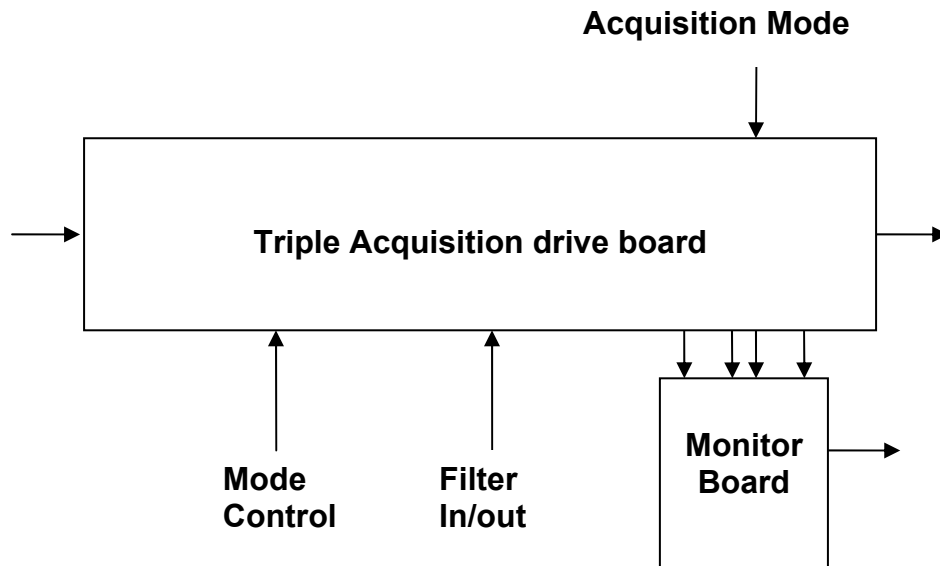 Acquisition Mode
Triple Acquisition drive board
Mode
Control
Filter
In/out
Monitor
Board